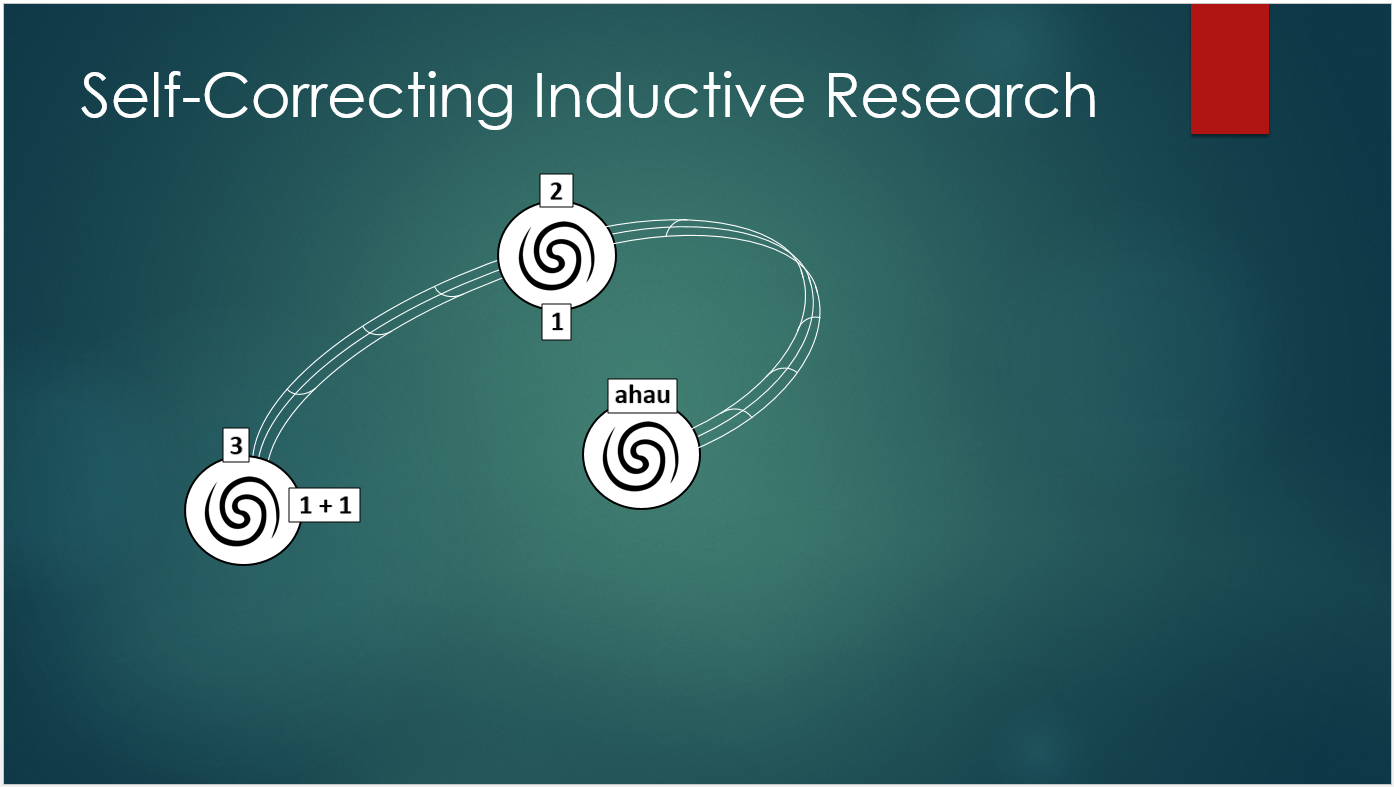 Self-Correcting Inductive Research
2
1
ahau
3
1 + 1